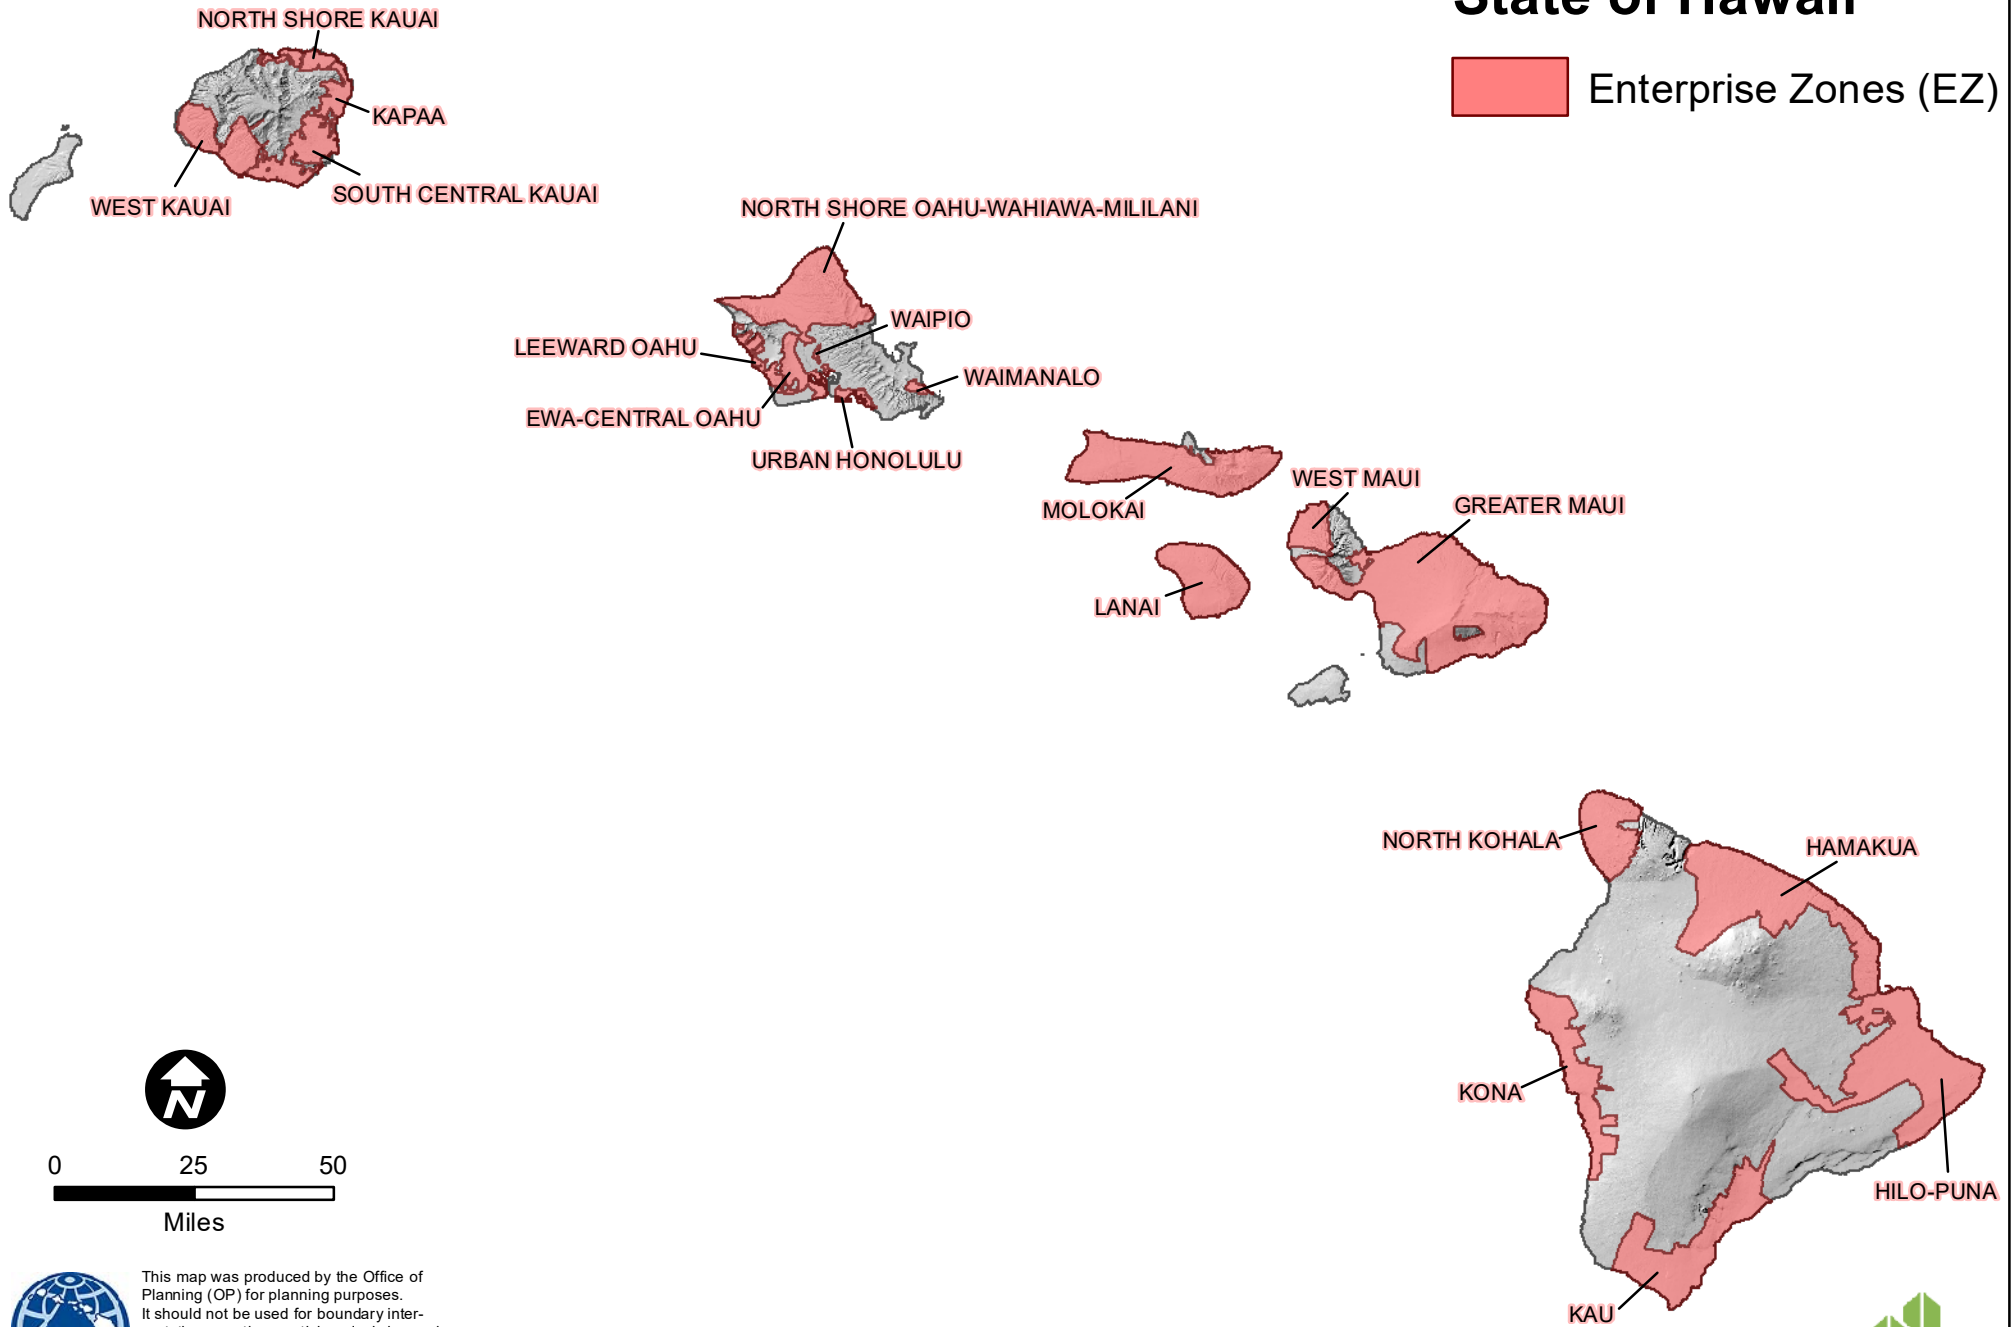 State of Hawaii
Enterprise Zones (EZ)
NORTH SHORE KAUAI
KAPAA
WEST KAUAI
SOUTH CENTRAL KAUAI
NORTH SHORE OAHU-WAHIAWA-MILILANI
WAIPIO
LEEWARD OAHU
WAIMANALO
EWA-CENTRAL OAHU
URBAN HONOLULU
MOLOKAI
WEST MAUI
GREATER MAUI
LANAI
NORTH KOHALA
HAMAKUA
KONA
HILO-PUNA
KAU
N
0 25 50
Miles
This map was produced by the Office of
Planning (OP) for planning purposes.
It should not be used for boundary inter-